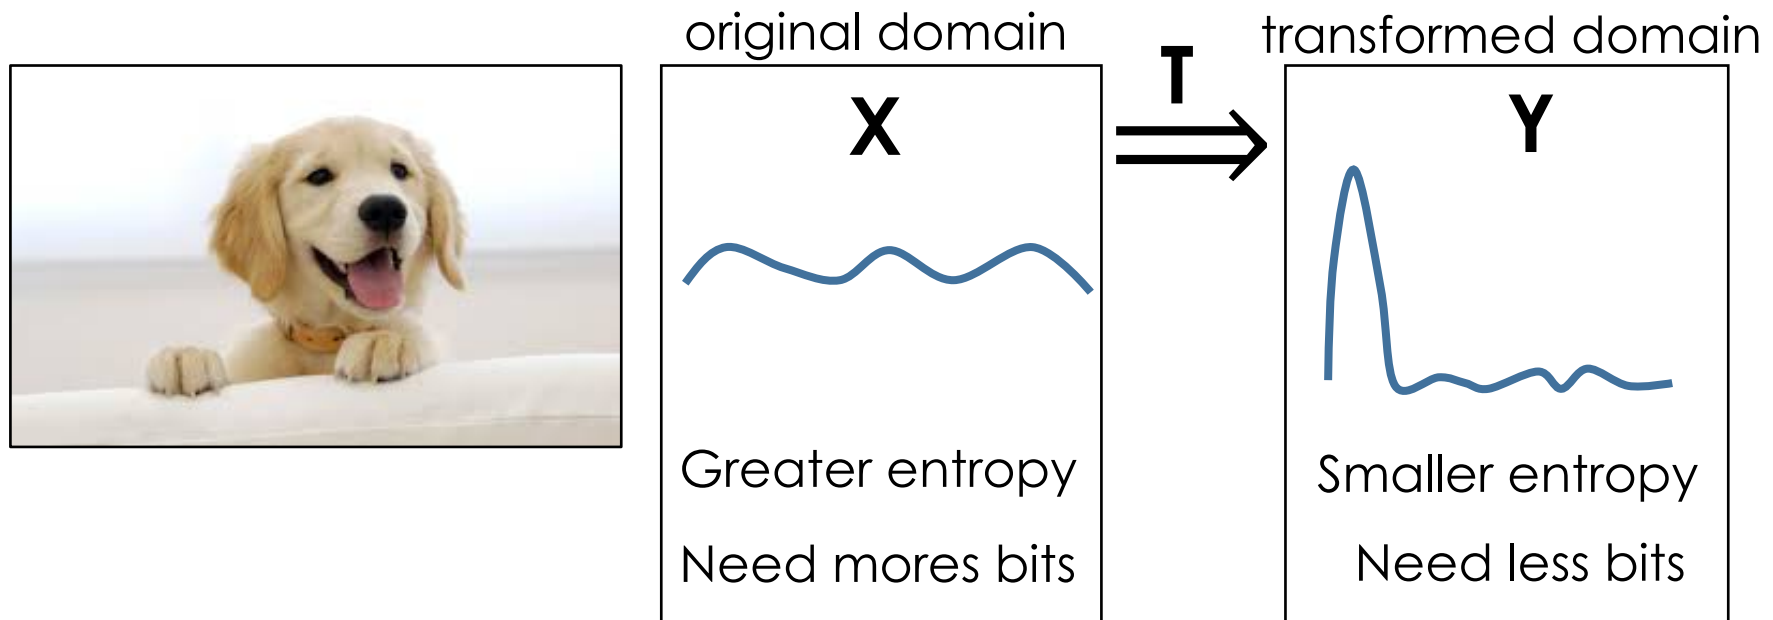 original domain
X
Greater entropy
Need mores bits
T
transformed domain
Y
Smaller entropy
Need less bits